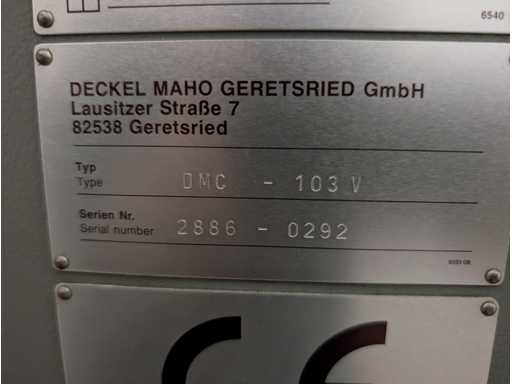 6540
DECKEL MAHO GERETSRIED GmbH
Lausitzer Straße 7
82538 Geretsried
Typ
Type DMC - 103 V
Serien Nr.
Serial number 2886 - 0292
CE